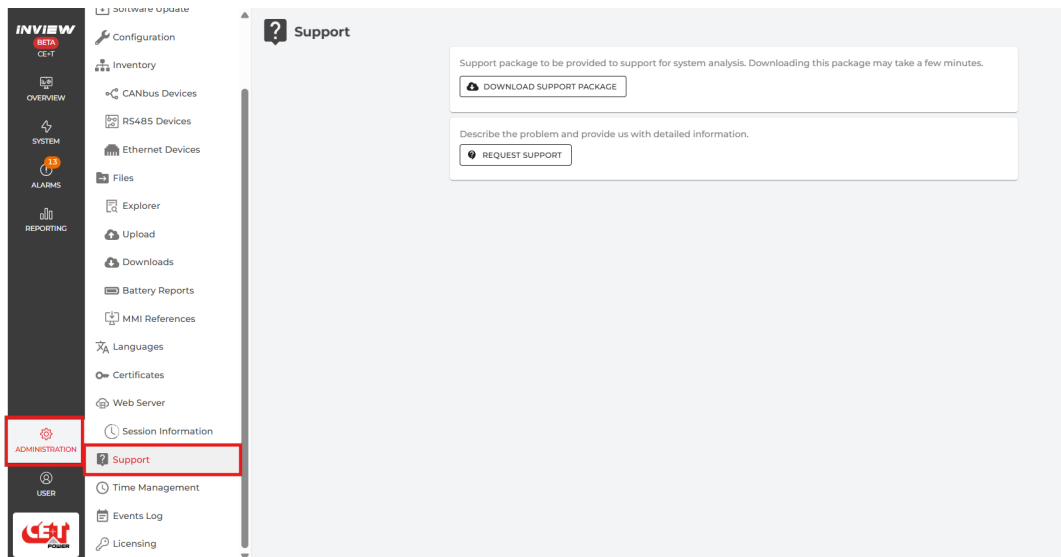 INVIEW
BETA
CE+T
OVERVIEW
SYSTEM
13
ALARMS
REPORTING
ADMINISTRATION
USER
CE+T
POWER
Software Update
Configuration
Inventory
CANbus Devices
RS485 Devices
Ethernet Devices
Files
Explorer
Upload
Downloads
Battery Reports
MMI References
Languages
Certificates
Web Server
Session Information
Support
Time Management
Events Log
Licensing
Support
Support package to be provided to support for system analysis. Downloading this package may take a few minutes.
DOWNLOAD SUPPORT PACKAGE
Describe the problem and provide us with detailed information.
REQUEST SUPPORT